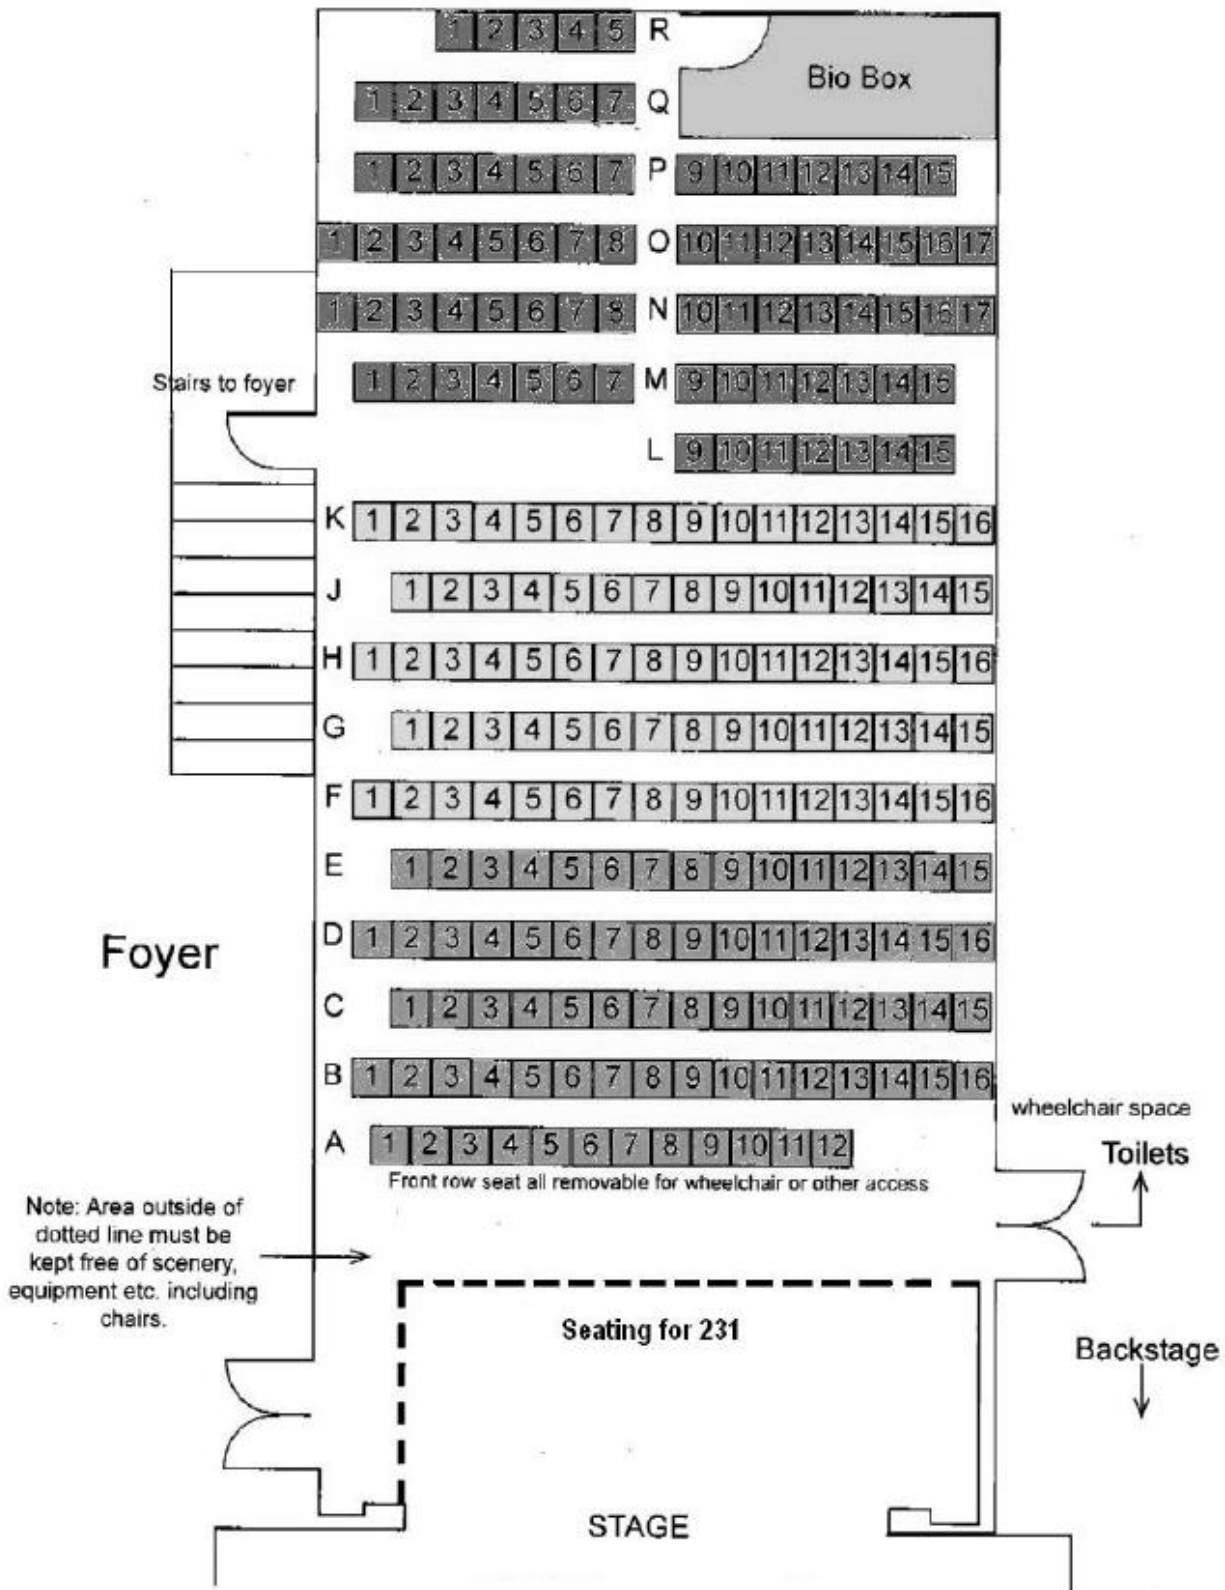 1 2 3 4 5 R
Bio Box
1 2 3 4 5 6 7 Q
1 2 3 4 5 6 7 P 9 10 11 12 13 14 15
1 2 3 4 5 6 7 8 O 10 11 12 13 14 15 16 17
1 2 3 4 5 6 7 8 N 10 11 12 13 14 15 16 17
Stairs to foyer
1 2 3 4 5 6 7 M 9 10 11 12 13 14 15
L 9 10 11 12 13 14 15
K 1 2 3 4 5 6 7 8 9 10 11 12 13 14 15 16
J 1 2 3 4 5 6 7 8 9 10 11 12 13 14 15
H 1 2 3 4 5 6 7 8 9 10 11 12 13 14 15 16
G 1 2 3 4 5 6 7 8 9 10 11 12 13 14 15
F 1 2 3 4 5 6 7 8 9 10 11 12 13 14 15 16
E 1 2 3 4 5 6 7 8 9 10 11 12 13 14 15
Foyer
D 1 2 3 4 5 6 7 8 9 10 11 12 13 14 15 16
C 1 2 3 4 5 6 7 8 9 10 11 12 13 14 15
B 1 2 3 4 5 6 7 8 9 10 11 12 13 14 15 16
wheelchair space
A 1 2 3 4 5 6 7 8 9 10 11 12
Toilets
Front row seat all removable for wheelchair or other access
Note: Area outside of
dotted line must be
kept free of scenery,
equipment etc. including
chairs.
Seating for 231
Backstage
STAGE